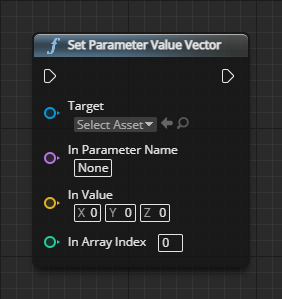 f Set Parameter Value Vector
Target
Select Asset
In Parameter Name
None
In Value
X 0 Y 0 Z 0
In Array Index 0